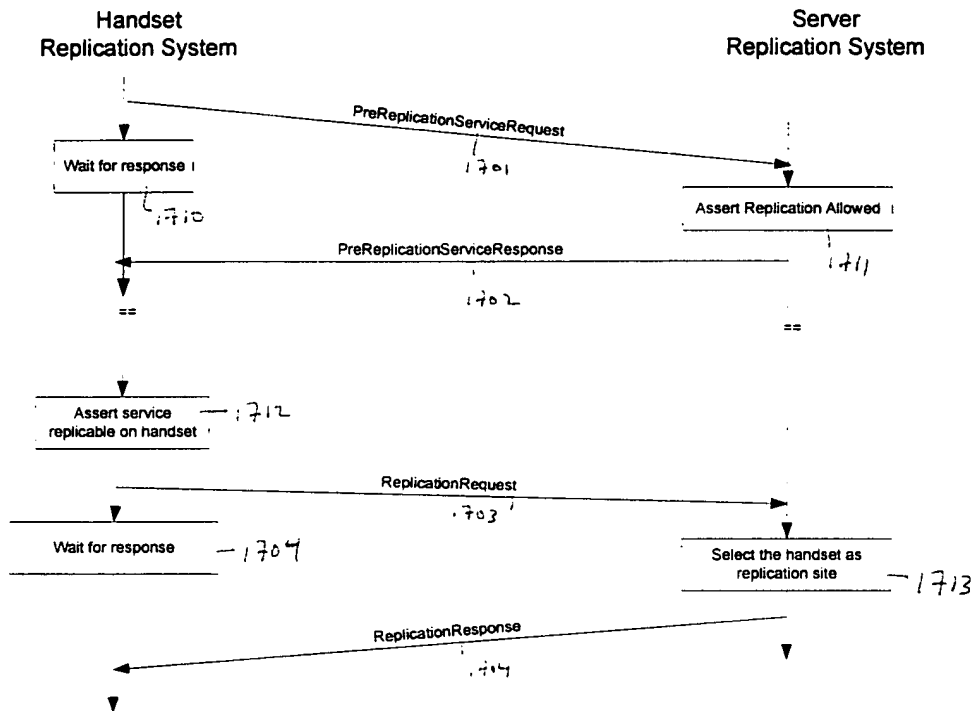 Handset
Replication System
Server
Replication System
PreReplicationServiceRequest
1701
Wait for response
1710
Assert Replication Allowed
1711
PreReplicationServiceResponse
1702
==
==
Assert service
replicable on handset
1712
ReplicationRequest
1703
Wait for response
1704
Select the handset as
replication site
1713
ReplicationResponse
1704